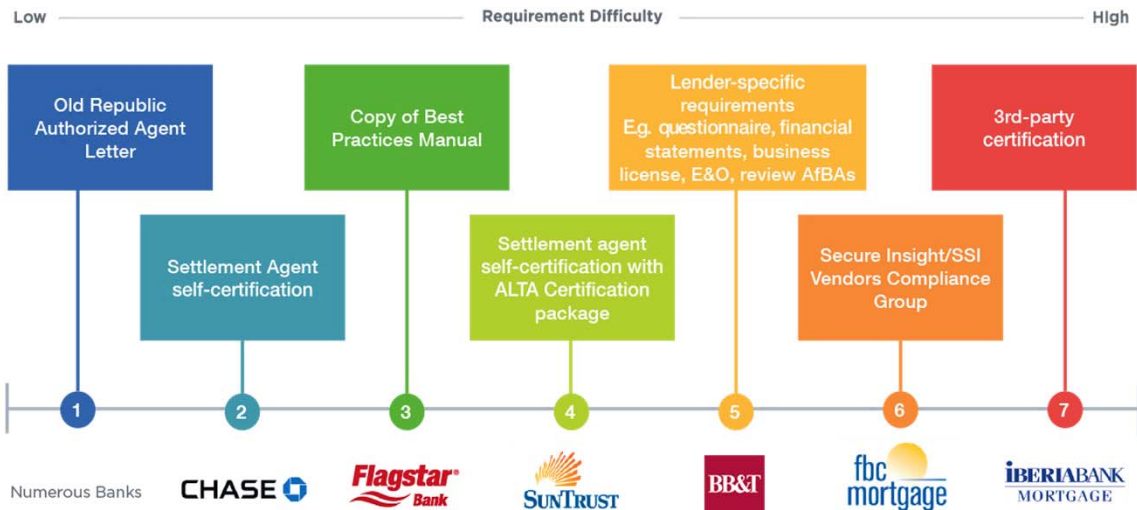 Low Requirement Difficulty HIgh
Old Republic
Authorized Agent
Letter
Copy of Best
Practices Manual
Lender-specific
requirements
E.g. questionnaire, financial
statements, business
license, E&O, review AfBAs
3rd-party
certification
Settlement Agent
self-certification
Settlement agent
self-certification with
ALTA Certification
package
Secure Insight/SSI
Vendors Compliance
Group
1 2 3 4 5 6 7
Numerous Banks
CHASE
Flagstar®
Bank
SUNTRUST
BB&T
fbc
mortgage
iBERIABANK
MORTGAGE